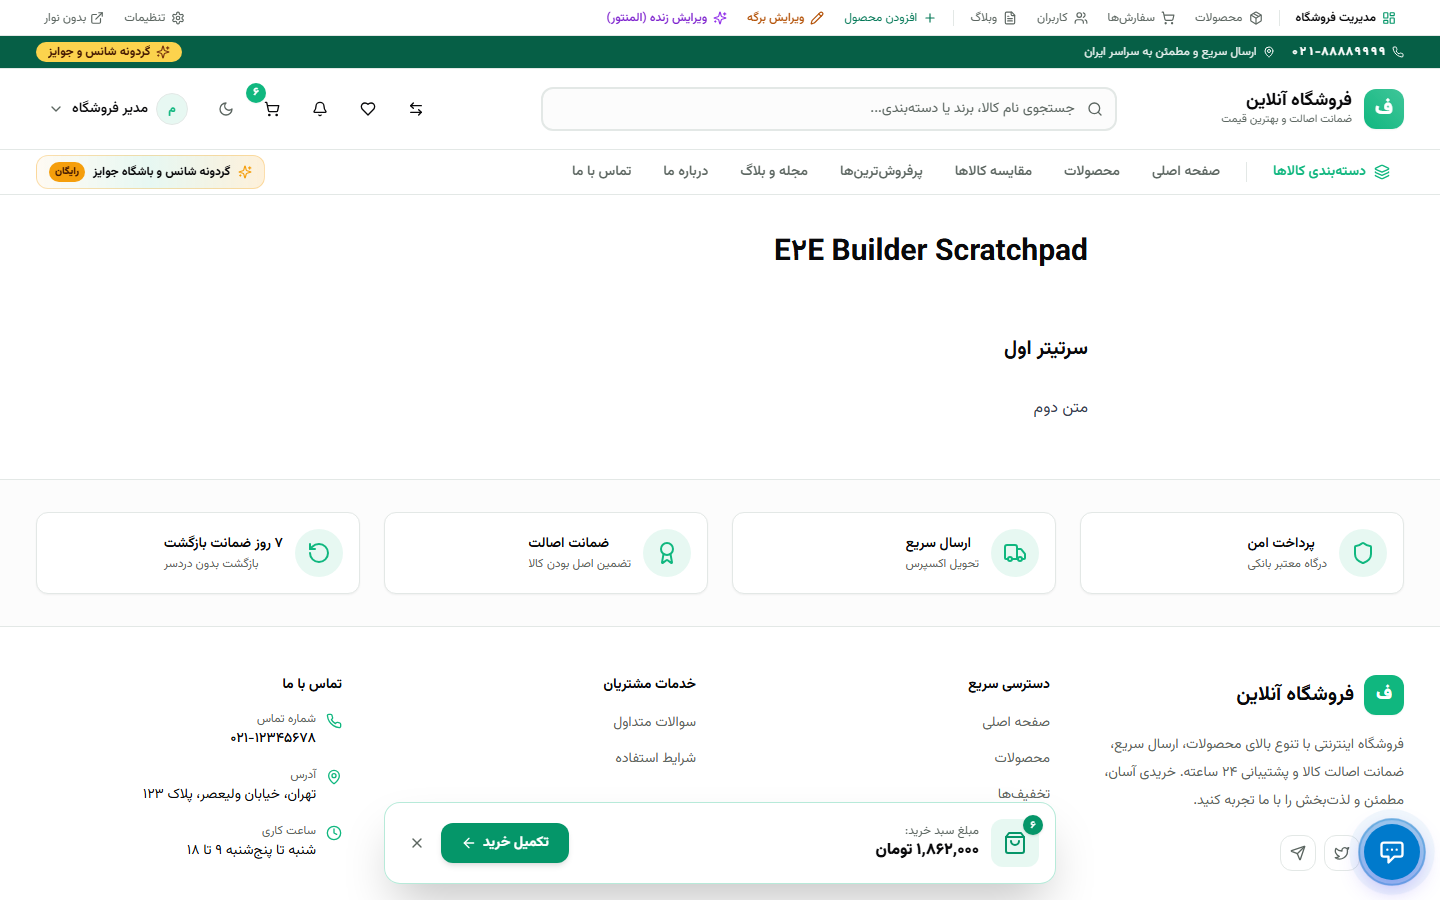 مدیریت فروشگاه
محصولات
سفارش‌ها
کاربران
وبلاگ
افزودن محصول
ویرایش برگه
ویرایش زنده (المنتور)
تنظیمات
بدون نوار
۰۲۱-۸۸۸۸۹۹۹۹
ارسال سریع و مطمئن به سراسر ایران
گردونه شانس و جوایز
ف
فروشگاه آنلاین
ضمانت اصالت و بهترین قیمت
جستجوی نام کالا، برند یا دسته‌بندی...
۶
م
مدیر فروشگاه
دسته‌بندی کالاها
صفحه اصلی
محصولات
مقایسه کالاها
پرفروش‌ترین‌ها
مجله و بلاگ
درباره ما
تماس با ما
گردونه شانس و باشگاه جوایز
رایگان
E۲E Builder Scratchpad
سرتیتر اول
متن دوم
پرداخت امن
درگاه معتبر بانکی
ارسال سریع
تحویل اکسپرس
ضمانت اصالت
تضمین اصل بودن کالا
۷ روز ضمانت بازگشت
بازگشت بدون دردسر
ف
فروشگاه آنلاین
فروشگاه اینترنتی با تنوع بالای محصولات، ارسال سریع،
ضمانت اصالت کالا و پشتیبانی ۲۴ ساعته. خریدی آسان،
مطمئن و لذت‌بخش را با ما تجربه کنید.
دسترسی سریع
صفحه اصلی
محصولات
تخفیف‌ها
خدمات مشتریان
سوالات متداول
شرایط استفاده
تماس با ما
شماره تماس
۰۲۱-۱۲۳۴۵۶۷۸
آدرس
تهران، خیابان ولیعصر، پلاک ۱۲۳
ساعت کاری
شنبه تا پنج‌شنبه ۹ تا ۱۸
۶
مبلغ سبد خرید:
۱,۸۶۲,۰۰۰ تومان
تکمیل خرید